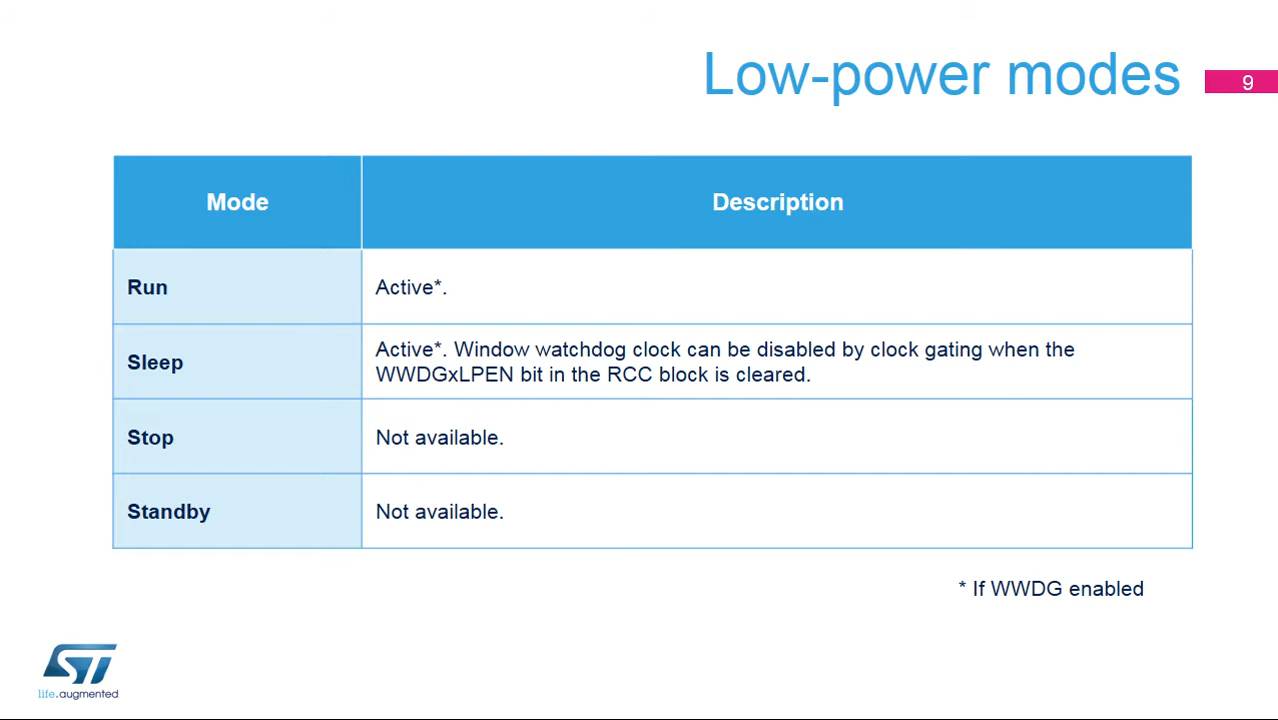 Low-power modes
9
Mode Description
Run Active*.
Sleep Active*. Window watchdog clock can be disabled by clock gating when the
WWDGxLPEN bit in the RCC block is cleared.
Stop Not available.
Standby Not available.
* If WWDG enabled
ST
life.augmented